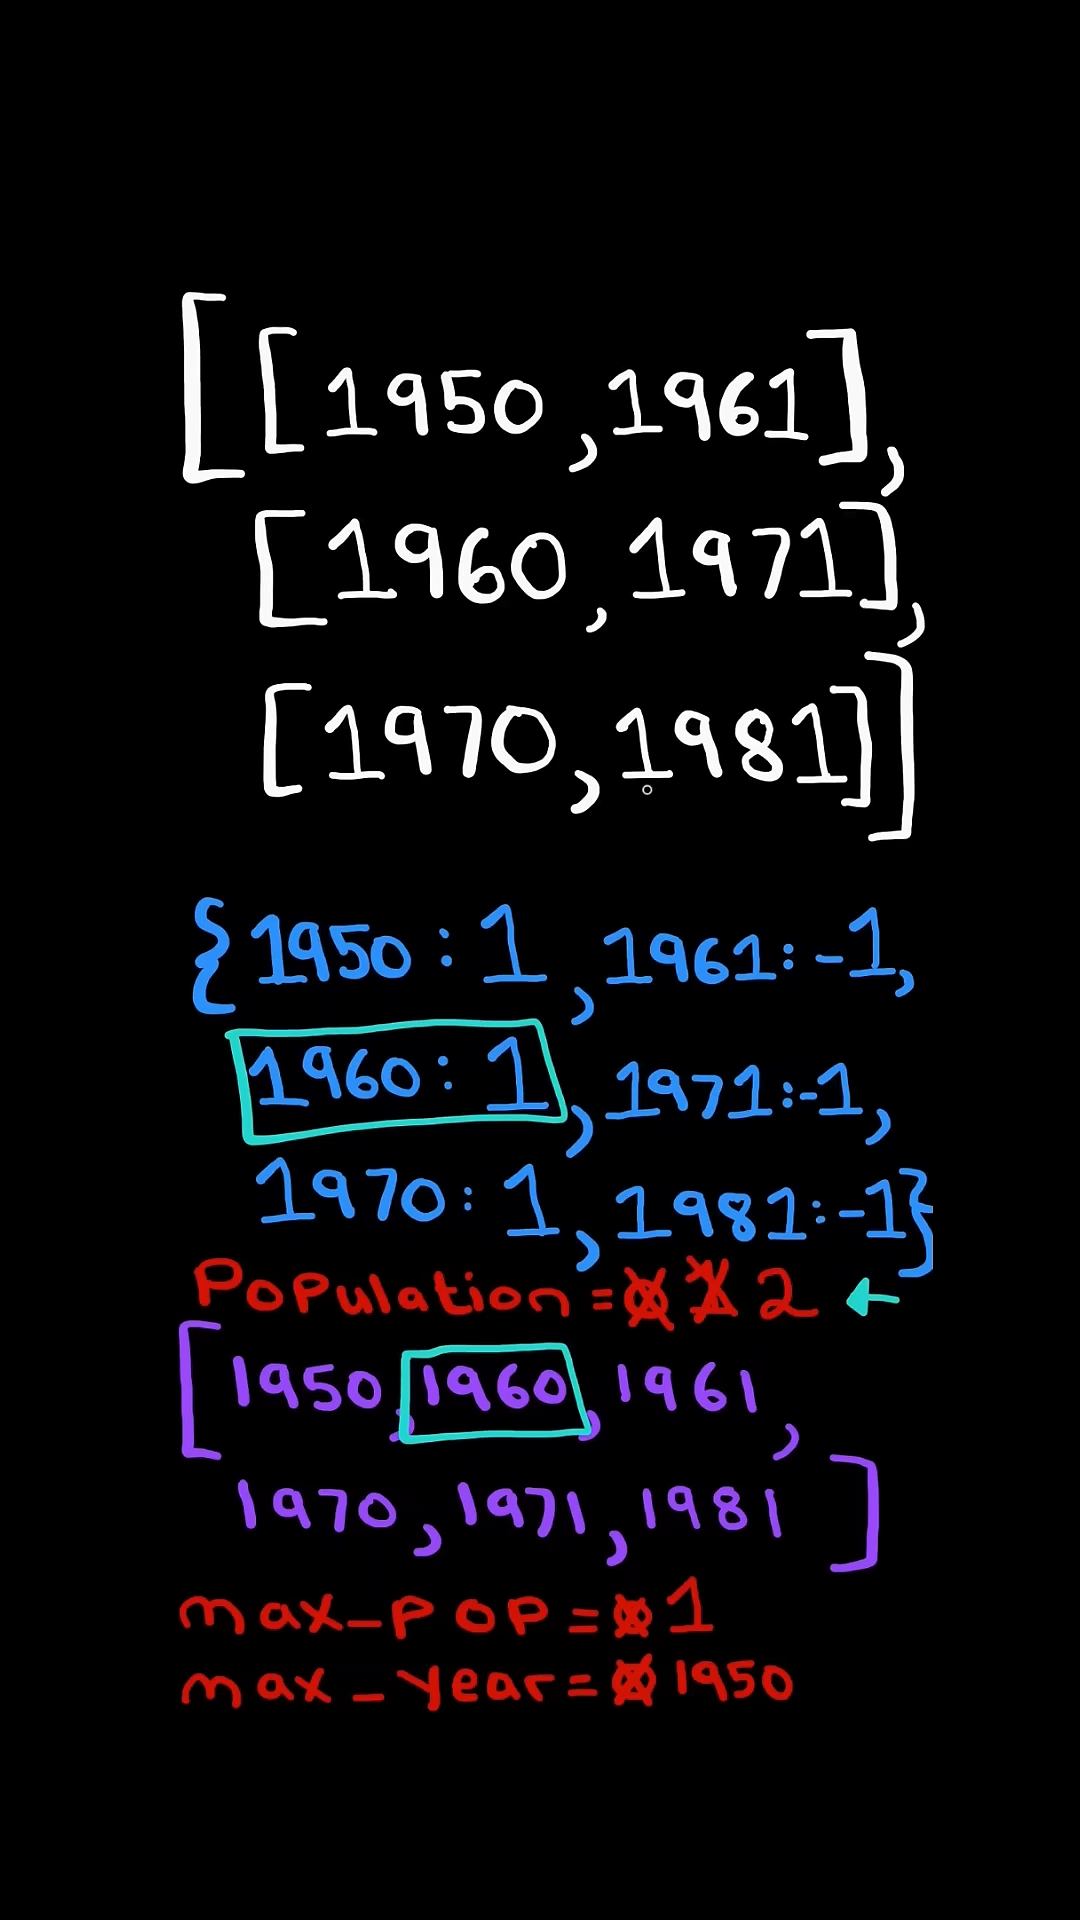 [[1950,1961],
[1960,1971],
[1970,1981]]
{1950:1,1961:-1,
1960:1,1971:-1,
1970:1,1981:-1}
Population=0 1 2 ←
[1950,1960,1961,
1970,1971,1981]
max_pop=0 1
max_year=0 1950